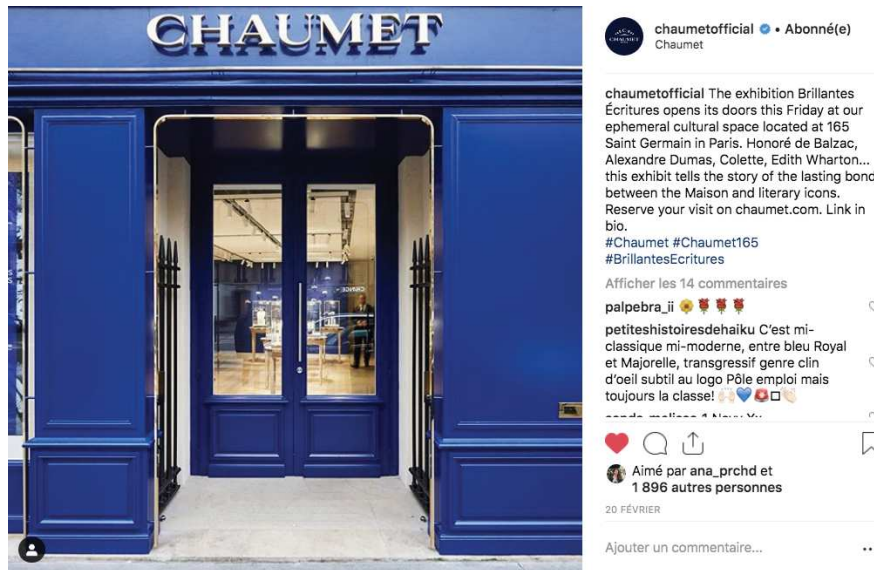 CHAUMET
CHAUMET
chaumetofficial • Abonné(e)
Chaumet
chaumetofficial The exhibition Brillantes
Écritures opens its doors this Friday at our
ephemeral cultural space located at 165
Saint Germain in Paris. Honoré de Balzac,
Alexandre Dumas, Colette, Edith Wharton...
this exhibit tells the story of the lasting bond
between the Maison and literary icons.
Reserve your visit on chaumet.com. Link in
bio.
#Chaumet #Chaumet165
#BrillantesEcritures
Afficher les 14 commentaires
palpebra_ii 🌼🌹🌹🌹
petiteshistoiresdehaiku C'est mi-
classique mi-moderne, entre bleu Royal
et Majorelle, transgressif genre clin
d'oeil subtil au logo Pôle emploi mais
toujours la classe! 🙌🏻💙🚨◻👏🏻
Aimé par ana_prchd et
1 896 autres personnes
20 FÉVRIER
Ajouter un commentaire...